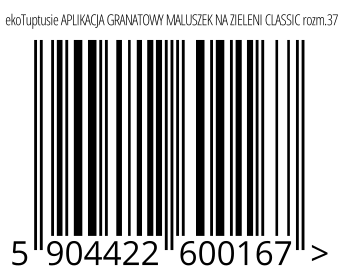 ekoTuptusie APLIKACJA GRANATOWY MALUSZEK NA ZIELENI CLASSIC rozm.37
5 904422 600167 >